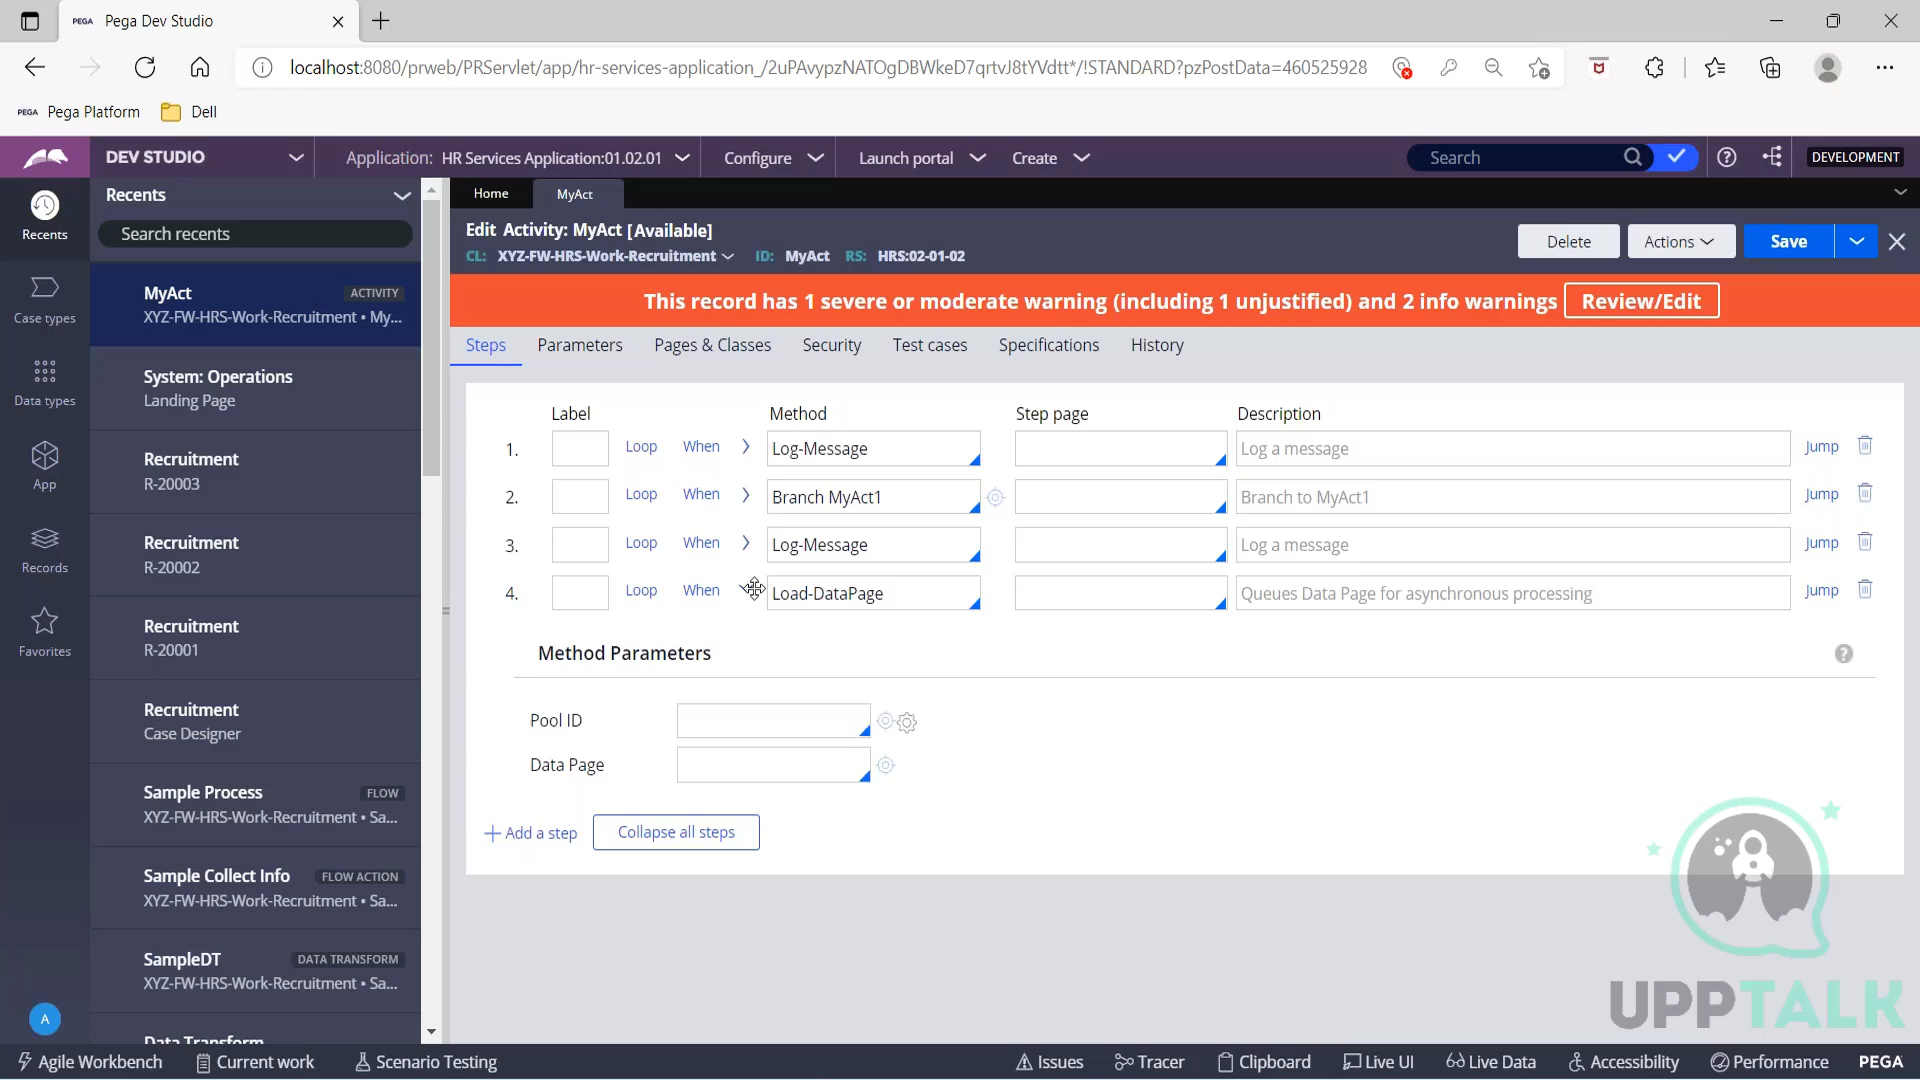 PEGA Pega Dev Studio
localhost:8080/prweb/PRServlet/app/hr-services-application_/2uPAvypzNATOgDBWkeD7qrtvJ8tYVdtt*/!STANDARD?pzPostData=460525928
PEGA Pega Platform Dell
DEV STUDIO Application: HR Services Application:01.02.01 Configure Launch portal Create Search DEVELOPMENT
Recents
Search recents
Home MyAct
Edit Activity: MyAct [Available]
CL: XYZ-FW-HRS-Work-Recruitment ID: MyAct RS: HRS:02-01-02
Delete Actions Save
This record has 1 severe or moderate warning (including 1 unjustified) and 2 info warnings Review/Edit
Steps Parameters Pages & Classes Security Test cases Specifications History
Label Method Step page Description
1. Loop When Log-Message Log a message Jump
2. Loop When Branch MyAct1 Branch to MyAct1 Jump
3. Loop When Log-Message Log a message Jump
4. Loop When Load-DataPage Queues Data Page for asynchronous processing Jump
Method Parameters
Pool ID
Data Page
Add a step Collapse all steps
Recents
Case types
Data types
App
Records
Favorites
A
MyAct ACTIVITY
XYZ-FW-HRS-Work-Recruitment • My...
System: Operations
Landing Page
Recruitment
R-20003
Recruitment
R-20002
Recruitment
R-20001
Recruitment
Case Designer
Sample Process FLOW
XYZ-FW-HRS-Work-Recruitment • Sa...
Sample Collect Info FLOW ACTION
XYZ-FW-HRS-Work-Recruitment • Sa...
SampleDT DATA TRANSFORM
XYZ-FW-HRS-Work-Recruitment • Sa...
Data Transform
UPPTALK
Agile Workbench Current work Scenario Testing Issues Tracer Clipboard Live UI Live Data Accessibility Performance PEGA